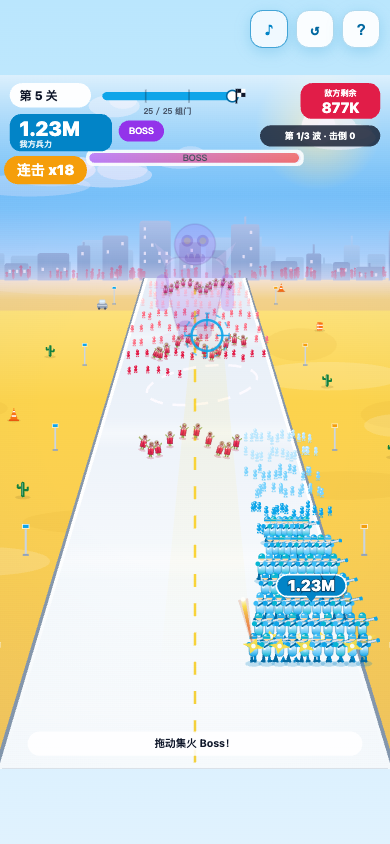 ♪ ↺ ?
第 5 关
25 / 25 组门
敌方剩余
877K
1.23M
我方兵力
BOSS
第 1/3 波 · 击倒 0
BOSS
连击 x18
1.23M
拖动集火 Boss!